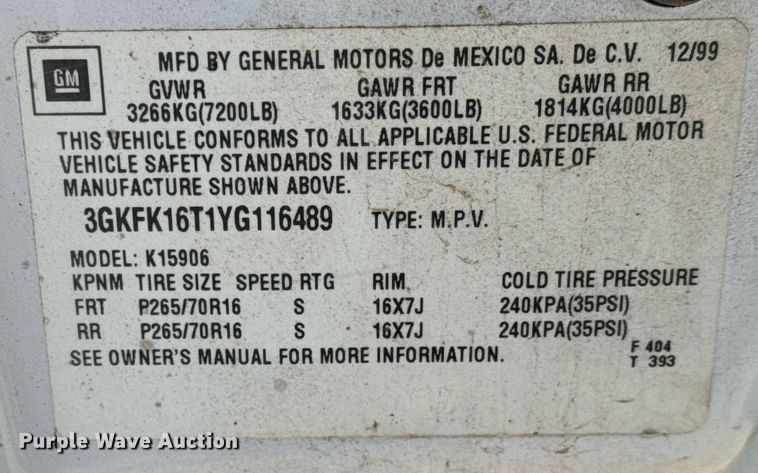 GM
MFD BY GENERAL MOTORS De MEXICO SA. De C.V. 12/99
GVWR GAWR FRT GAWR RR
3266KG(7200LB) 1633KG(3600LB) 1814KG(4000LB)
THIS VEHICLE CONFORMS TO ALL APPLICABLE U.S. FEDERAL MOTOR
VEHICLE SAFETY STANDARDS IN EFFECT ON THE DATE OF
MANUFACTURE SHOWN ABOVE.
3GKFK16T1YG116489 TYPE: M.P.V.
MODEL: K15906
KPNM TIRE SIZE SPEED RTG RIM COLD TIRE PRESSURE
FRT P265/70R16 S 16X7J 240KPA(35PSI)
RR P265/70R16 S 16X7J 240KPA(35PSI)
SEE OWNER'S MANUAL FOR MORE INFORMATION.
F 404
T 393
Purple Wave Auction